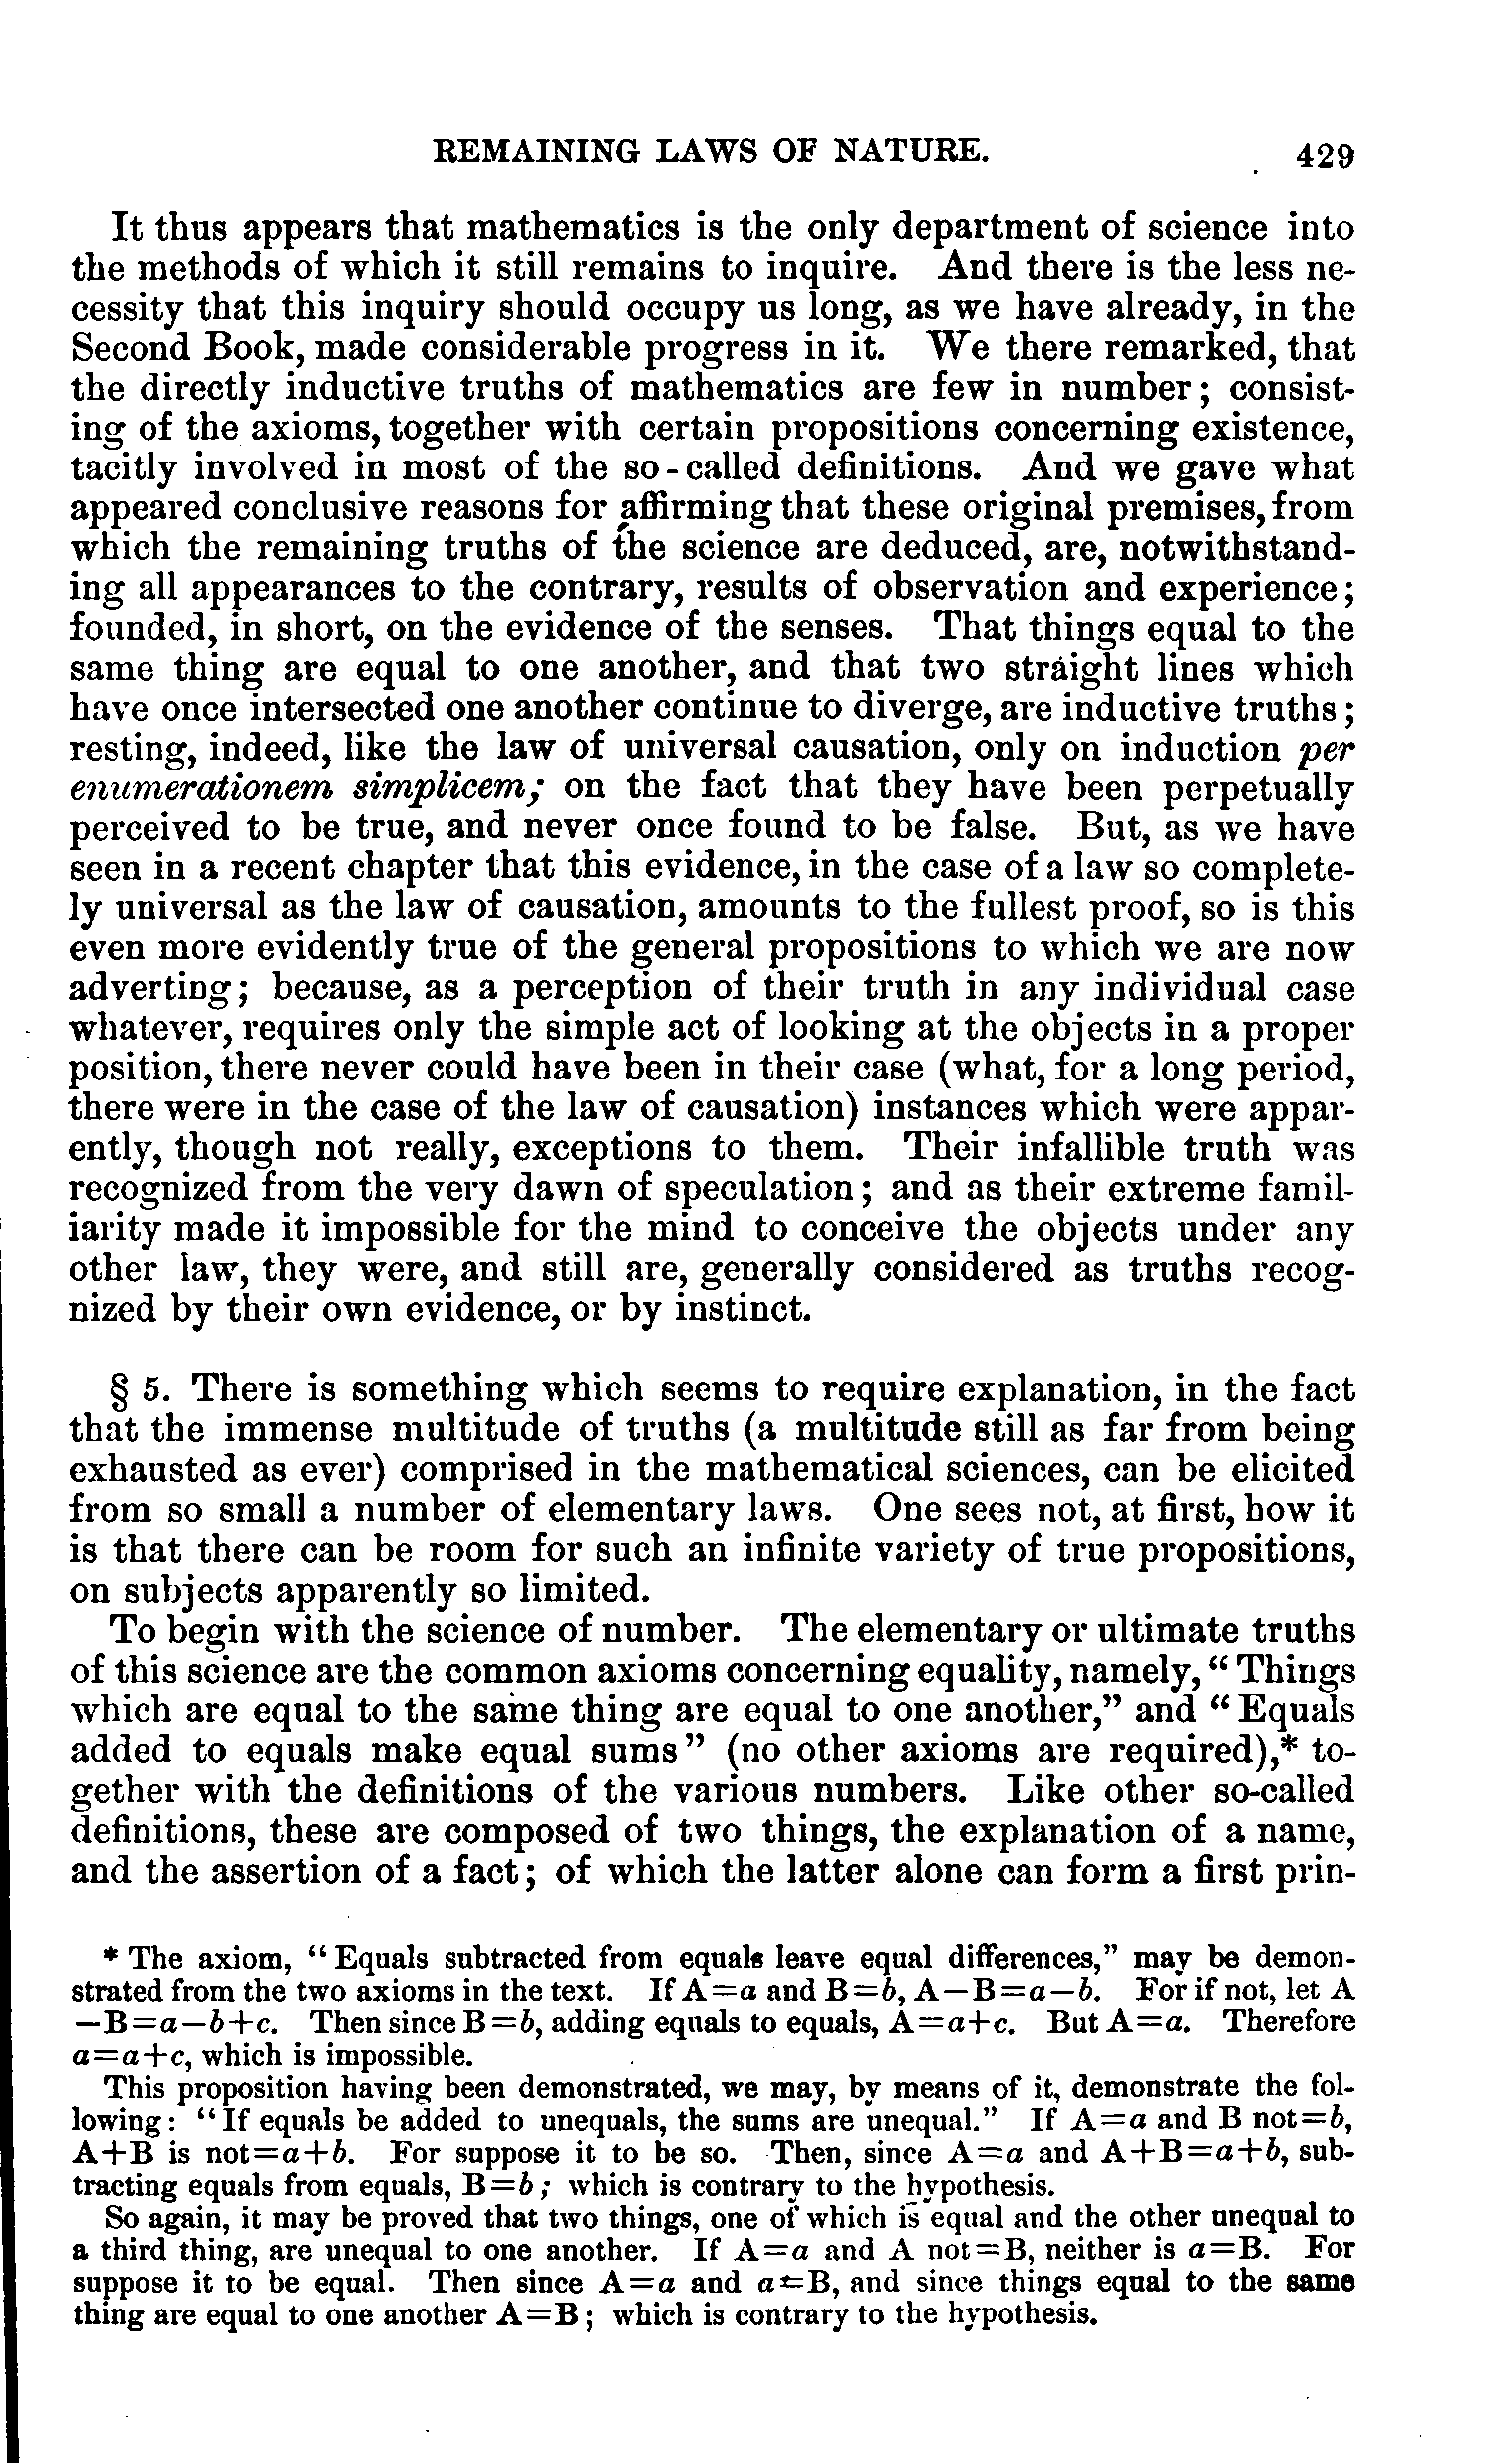 REMAINING LAWS OF NATURE. 429
It thus appears that mathematics is the only department of science into
the methods of which it still remains to inquire. And there is the less ne-
cessity that this inquiry should occupy us long, as we have already, in the
Second Book, made considerable progress in it. We there remarked, that
the directly inductive truths of mathematics are few in number; consist-
ing of the axioms, together with certain propositions concerning existence,
tacitly involved in most of the so-called definitions. And we gave what
appeared conclusive reasons for affirming that these original premises, from
which the remaining truths of the science are deduced, are, notwithstand-
ing all appearances to the contrary, results of observation and experience;
founded, in short, on the evidence of the senses. That things equal to the
same thing are equal to one another, and that two straight lines which
have once intersected one another continue to diverge, are inductive truths;
resting, indeed, like the law of universal causation, only on induction per
enumerationem simplicem; on the fact that they have been perpetually
perceived to be true, and never once found to be false. But, as we have
seen in a recent chapter that this evidence, in the case of a law so complete-
ly universal as the law of causation, amounts to the fullest proof, so is this
even more evidently true of the general propositions to which we are now
adverting; because, as a perception of their truth in any individual case
whatever, requires only the simple act of looking at the objects in a proper
position, there never could have been in their case (what, for a long period,
there were in the case of the law of causation) instances which were appar-
ently, though not really, exceptions to them. Their infallible truth was
recognized from the very dawn of speculation; and as their extreme famil-
iarity made it impossible for the mind to conceive the objects under any
other law, they were, and still are, generally considered as truths recog-
nized by their own evidence, or by instinct.
§ 5. There is something which seems to require explanation, in the fact
that the immense multitude of truths (a multitude still as far from being
exhausted as ever) comprised in the mathematical sciences, can be elicited
from so small a number of elementary laws. One sees not, at first, how it
is that there can be room for such an infinite variety of true propositions,
on subjects apparently so limited.
To begin with the science of number. The elementary or ultimate truths
of this science are the common axioms concerning equality, namely, "Things
which are equal to the same thing are equal to one another," and "Equals
added to equals make equal sums" (no other axioms are required),* to-
gether with the definitions of the various numbers. Like other so-called
definitions, these are composed of two things, the explanation of a name,
and the assertion of a fact; of which the latter alone can form a first prin-
* The axiom, "Equals subtracted from equals leave equal differences," may be demon-
strated from the two axioms in the text. If A=a and B=b, A—B=a—b. For if not, let A
—B=a—b+c. Then since B=b, adding equals to equals, A=a+c. But A=a. Therefore
a=a+c, which is impossible.
This proposition having been demonstrated, we may, by means of it, demonstrate the fol-
lowing: "If equals be added to unequals, the sums are unequal." If A=a and B not=b,
A+B is not=a+b. For suppose it to be so. Then, since A=a and A+B=a+b, sub-
tracting equals from equals, B=b; which is contrary to the hypothesis.
So again, it may be proved that two things, one of which is equal and the other unequal to
a third thing, are unequal to one another. If A=a and A not=B, neither is a=B. For
suppose it to be equal. Then since A=a and a=B, and since things equal to the same
thing are equal to one another A=B; which is contrary to the hypothesis.